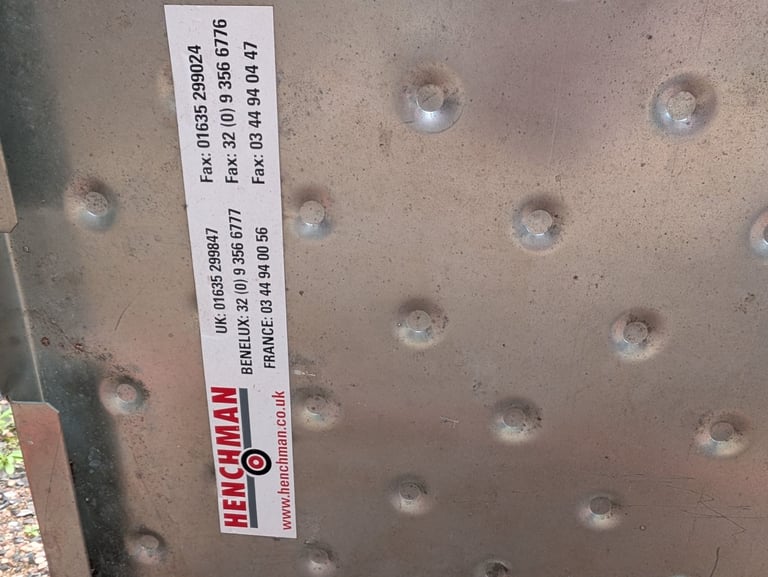 HENCHMAN
www.henchman.co.uk
UK: 01635 299847
BENELUX: 32 (0) 9 356 6777
FRANCE: 03 44 94 00 56
Fax: 01635 299024
Fax: 32 (0) 9 356 6776
Fax: 03 44 94 04 47